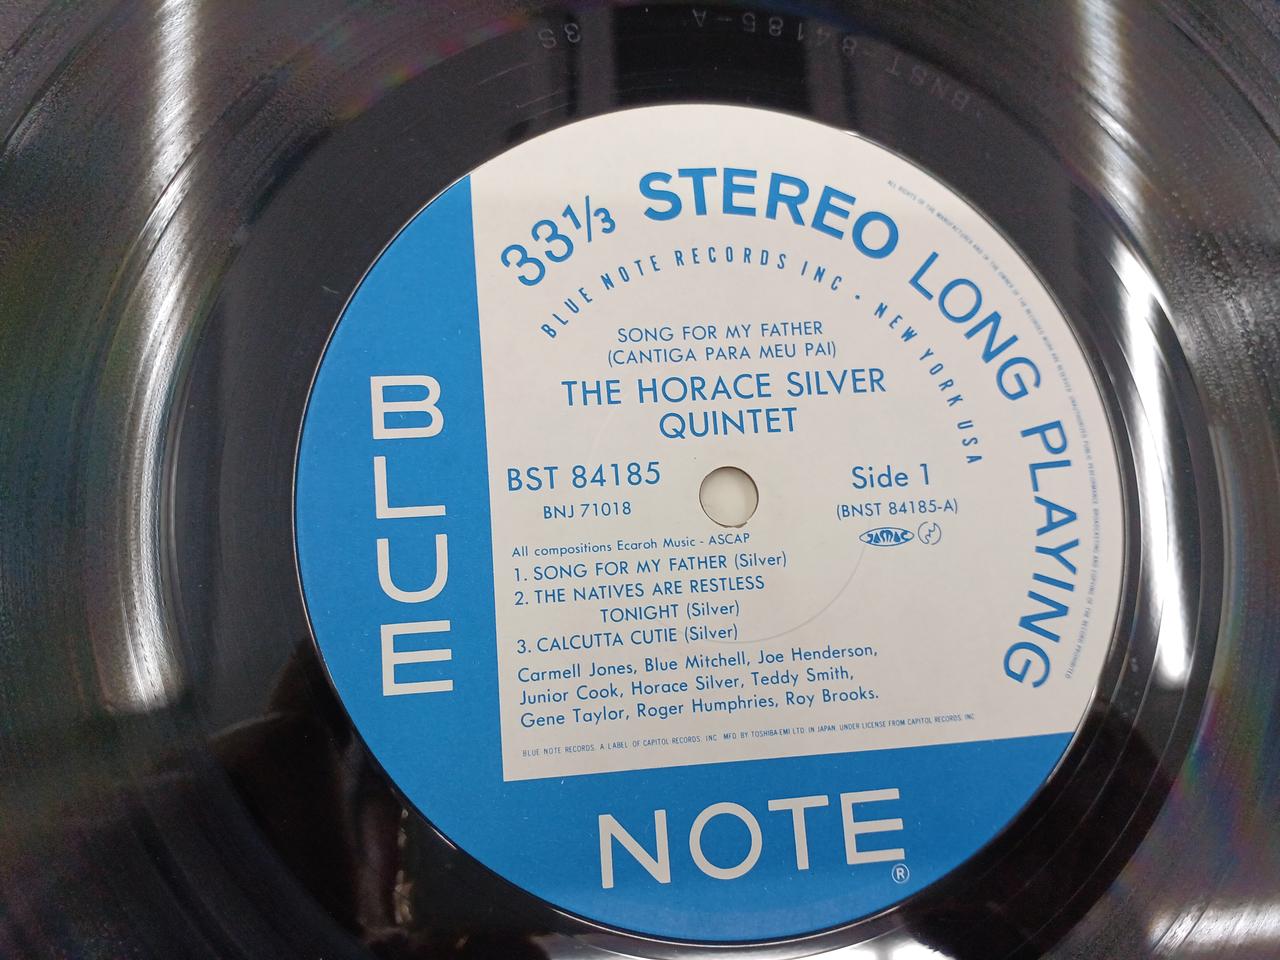 BNST-84185-A
3S
33⅓ STEREO LONG PLAYING
BLUE NOTE RECORDS INC • NEW YORK USA
SONG FOR MY FATHER
(CANTIGA PARA MEU PAI)
THE HORACE SILVER
QUINTET
BST 84185
BNJ 71018
Side 1
(BNST 84185-A)
JASRAC
All compositions Ecaroh Music - ASCAP
1. SONG FOR MY FATHER (Silver)
2. THE NATIVES ARE RESTLESS
TONIGHT (Silver)
3. CALCUTTA CUTIE (Silver)
Carmell Jones, Blue Mitchell, Joe Henderson,
Junior Cook, Horace Silver, Teddy Smith,
Gene Taylor, Roger Humphries, Roy Brooks.
BLUE NOTE RECORDS. A LABEL OF CAPITOL RECORDS. INC MFD BY TOSHIBA-EMI LTD. IN JAPAN. UNDER LICENSE FROM CAPITOL RECORDS. INC
BLUE
NOTE
®